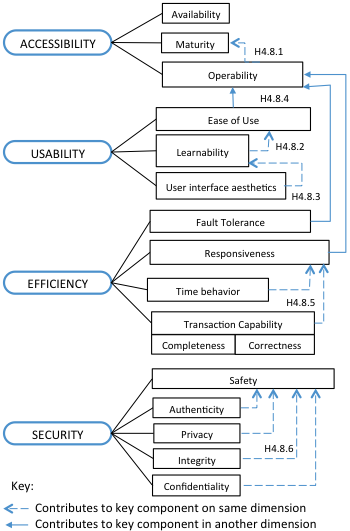 Availability
ACCESSIBILITY
Maturity
H4.8.1
Operability
H4.8.4
Ease of Use
USABILITY
Learnability
H4.8.2
User interface aesthetics
H4.8.3
Fault Tolerance
Responsiveness
EFFICIENCY
Time behavior
H4.8.5
Transaction Capability
Completeness Correctness
Safety
Authenticity
SECURITY
Privacy
H4.8.6
Integrity
Confidentiality
Key:
Contributes to key component on same dimension
Contributes to key component in another dimension